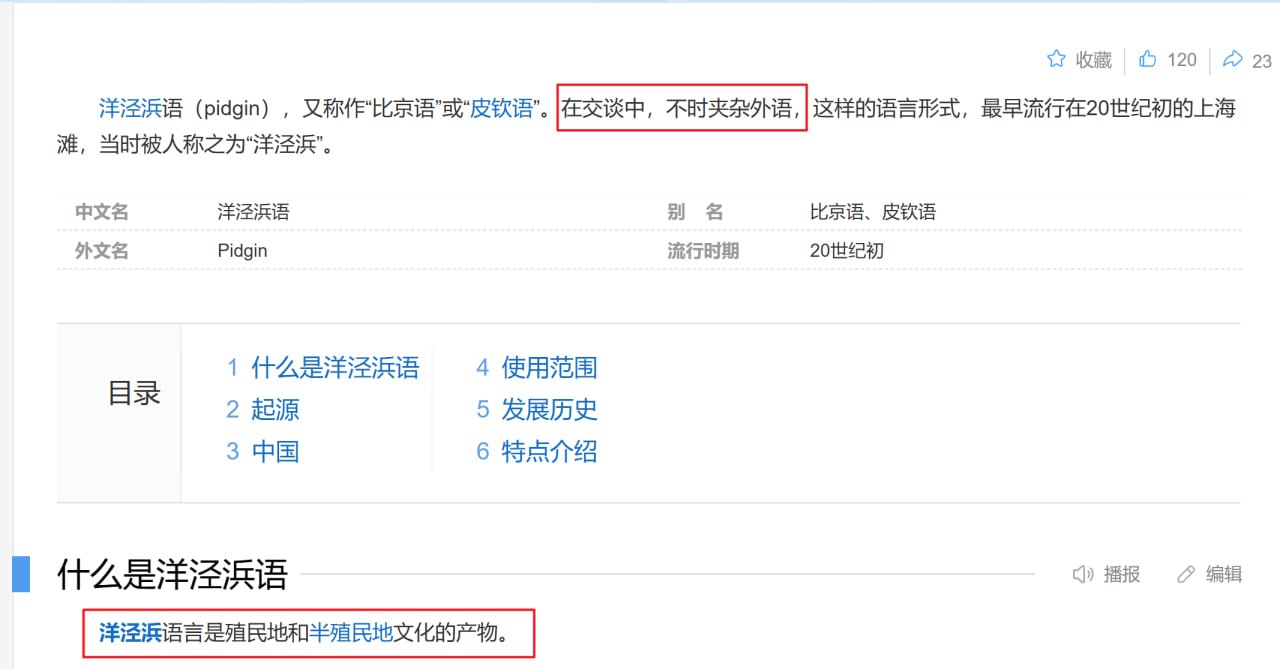 收藏 120 23
洋泾浜语（pidgin），又称作“比京语”或“皮钦语”。在交谈中，不时夹杂外语，这样的语言形式，最早流行在20世纪初的上海
滩，当时被人称之为“洋泾浜”。
中文名 洋泾浜语 别 名 比京语、皮钦语
外文名 Pidgin 流行时期 20世纪初
目录
1 什么是洋泾浜语
2 起源
3 中国
4 使用范围
5 发展历史
6 特点介绍
什么是洋泾浜语 播报 编辑
洋泾浜语言是殖民地和半殖民地文化的产物。